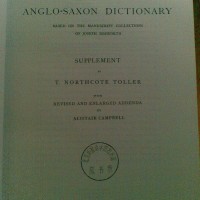 ANGLO-SAXON DICTIONARY
BASED ON THE MANUSCRIPT COLLECTIONS
OF JOSEPH BOSWORTH
SUPPLEMENT
BY
T. NORTHCOTE TOLLER
WITH
REVISED AND ENLARGED ADDENDA
BY
ALISTAIR CAMPBELL